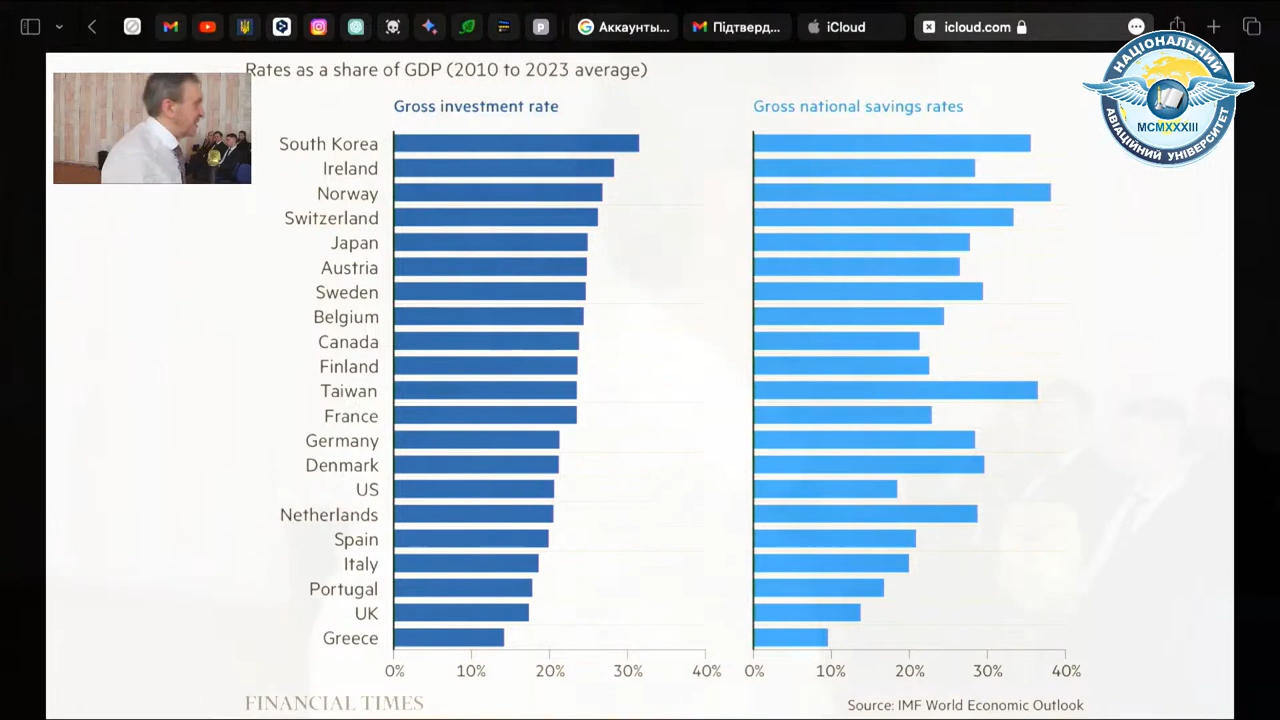 Аккаунты...
Підтверд...
iCloud
icloud.com
НАЦІОНАЛЬНИЙ
MCMXXXIII
АВІАЦІЙНИЙ УНІВЕРСИТЕТ
Rates as a share of GDP (2010 to 2023 average)
Gross investment rate
Gross national savings rates
South Korea
Ireland
Norway
Switzerland
Japan
Austria
Sweden
Belgium
Canada
Finland
Taiwan
France
Germany
Denmark
US
Netherlands
Spain
Italy
Portugal
UK
Greece
0% 10% 20% 30% 40%
0% 10% 20% 30% 40%
FINANCIAL TIMES
Source: IMF World Economic Outlook